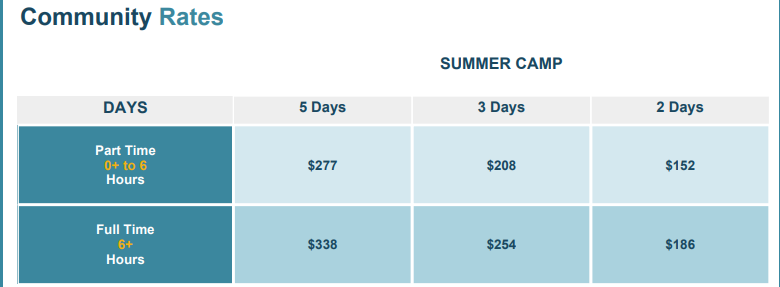 Community Rates
SUMMER CAMP
DAYS 5 Days 3 Days 2 Days
Part Time
0+ to 6
Hours
$277 $208 $152
Full Time
6+
Hours
$338 $254 $186